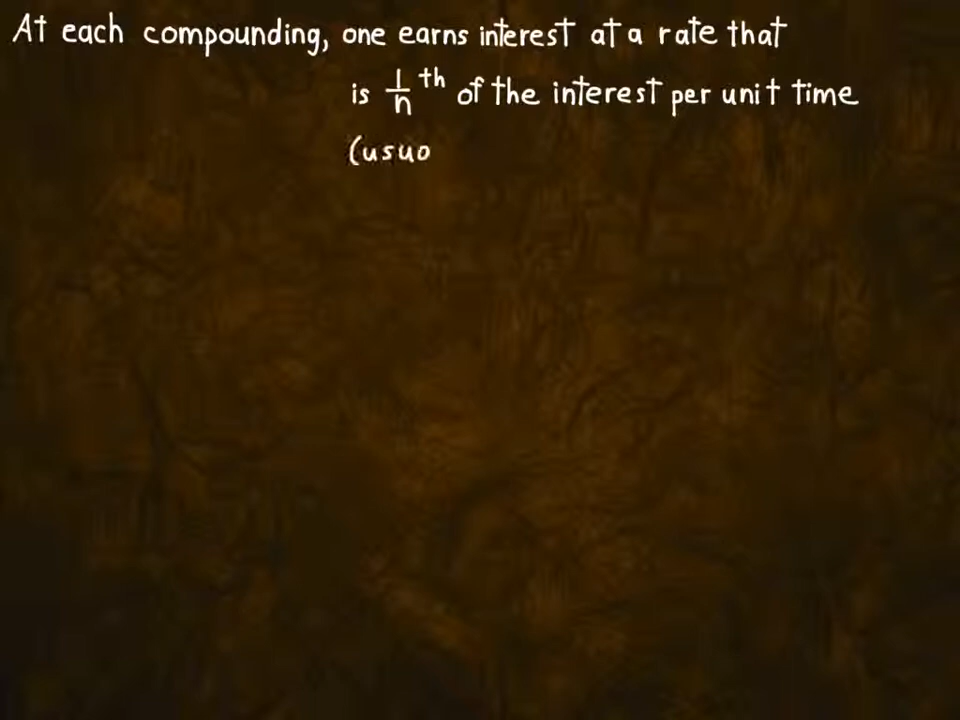 At each compounding, one earns interest at a rate that
is 1/n th of the interest per unit time
(usuo